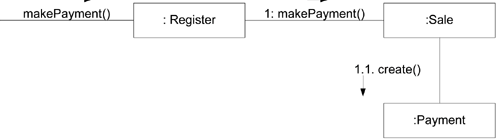 makePayment()
: Register
1: makePayment()
:Sale
1.1. create()
:Payment